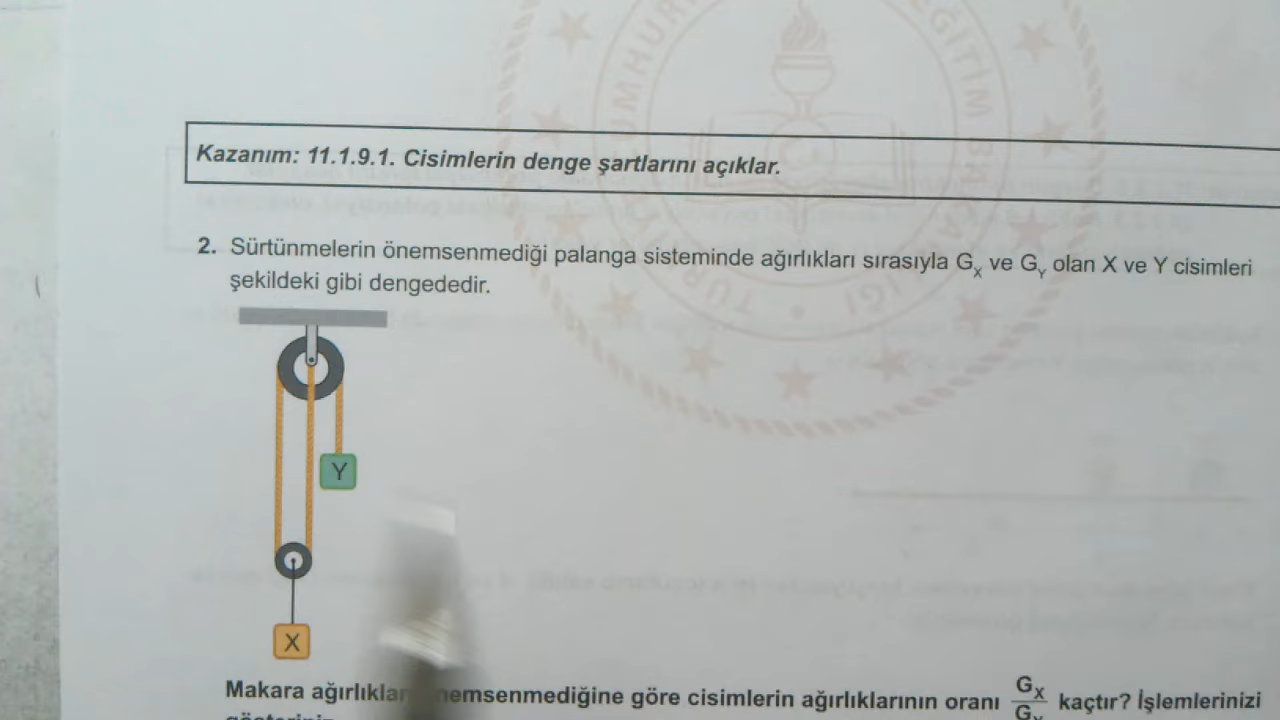 Kazanım: 11.1.9.1. Cisimlerin denge şartlarını açıklar.
2. Sürtünmelerin önemsenmediği palanga sisteminde ağırlıkları sırasıyla Gx ve GY olan X ve Y cisimleri
şekildeki gibi dengededir.
Y
X
Makara ağırlıkla önemsenmediğine göre cisimlerin ağırlıklarının oranı GX/GY kaçtır? İşlemlerinizi